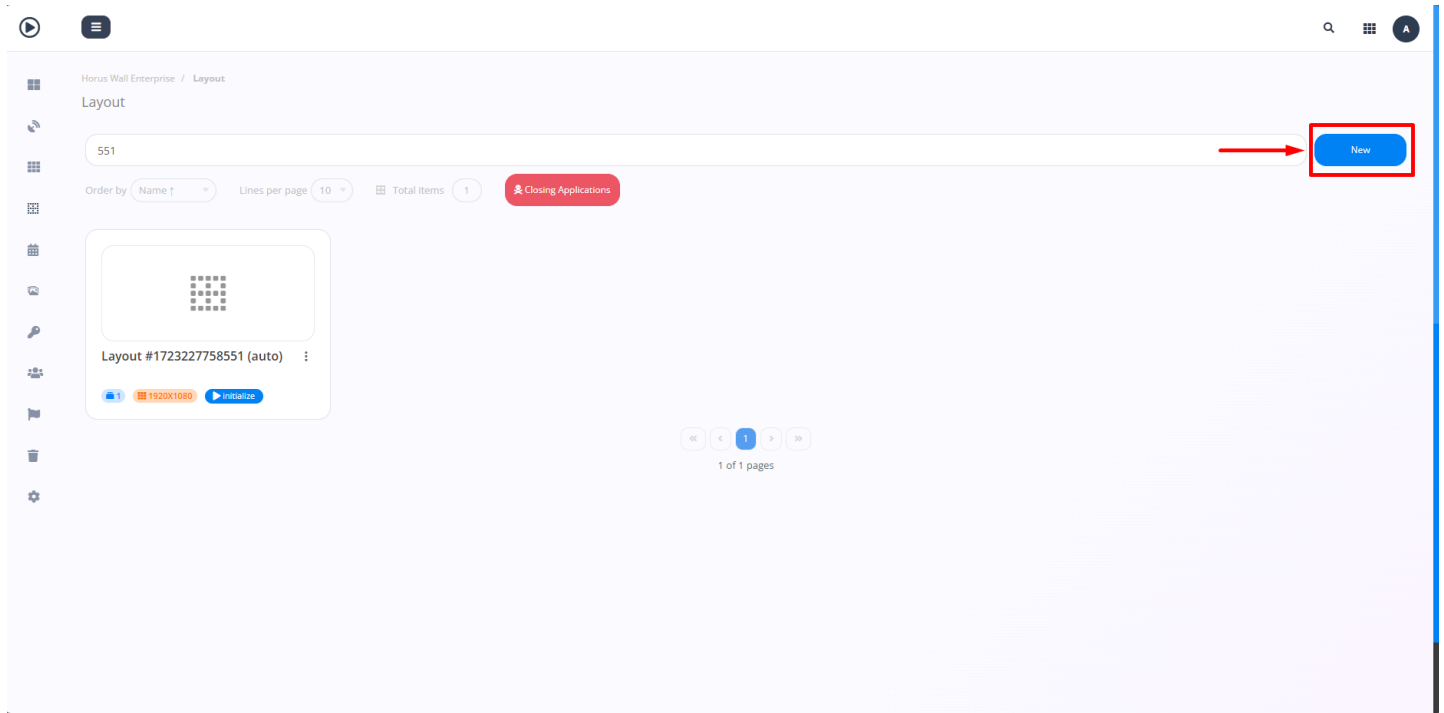 A
Horus Wall Enterprise / Layout
Layout
551
New
Order by Name ↑ Lines per page 10 Total items 1 Closing Applications
Layout #1723227758551 (auto)
1 1920X1080 initialize
« ‹ 1 › »
1 of 1 pages